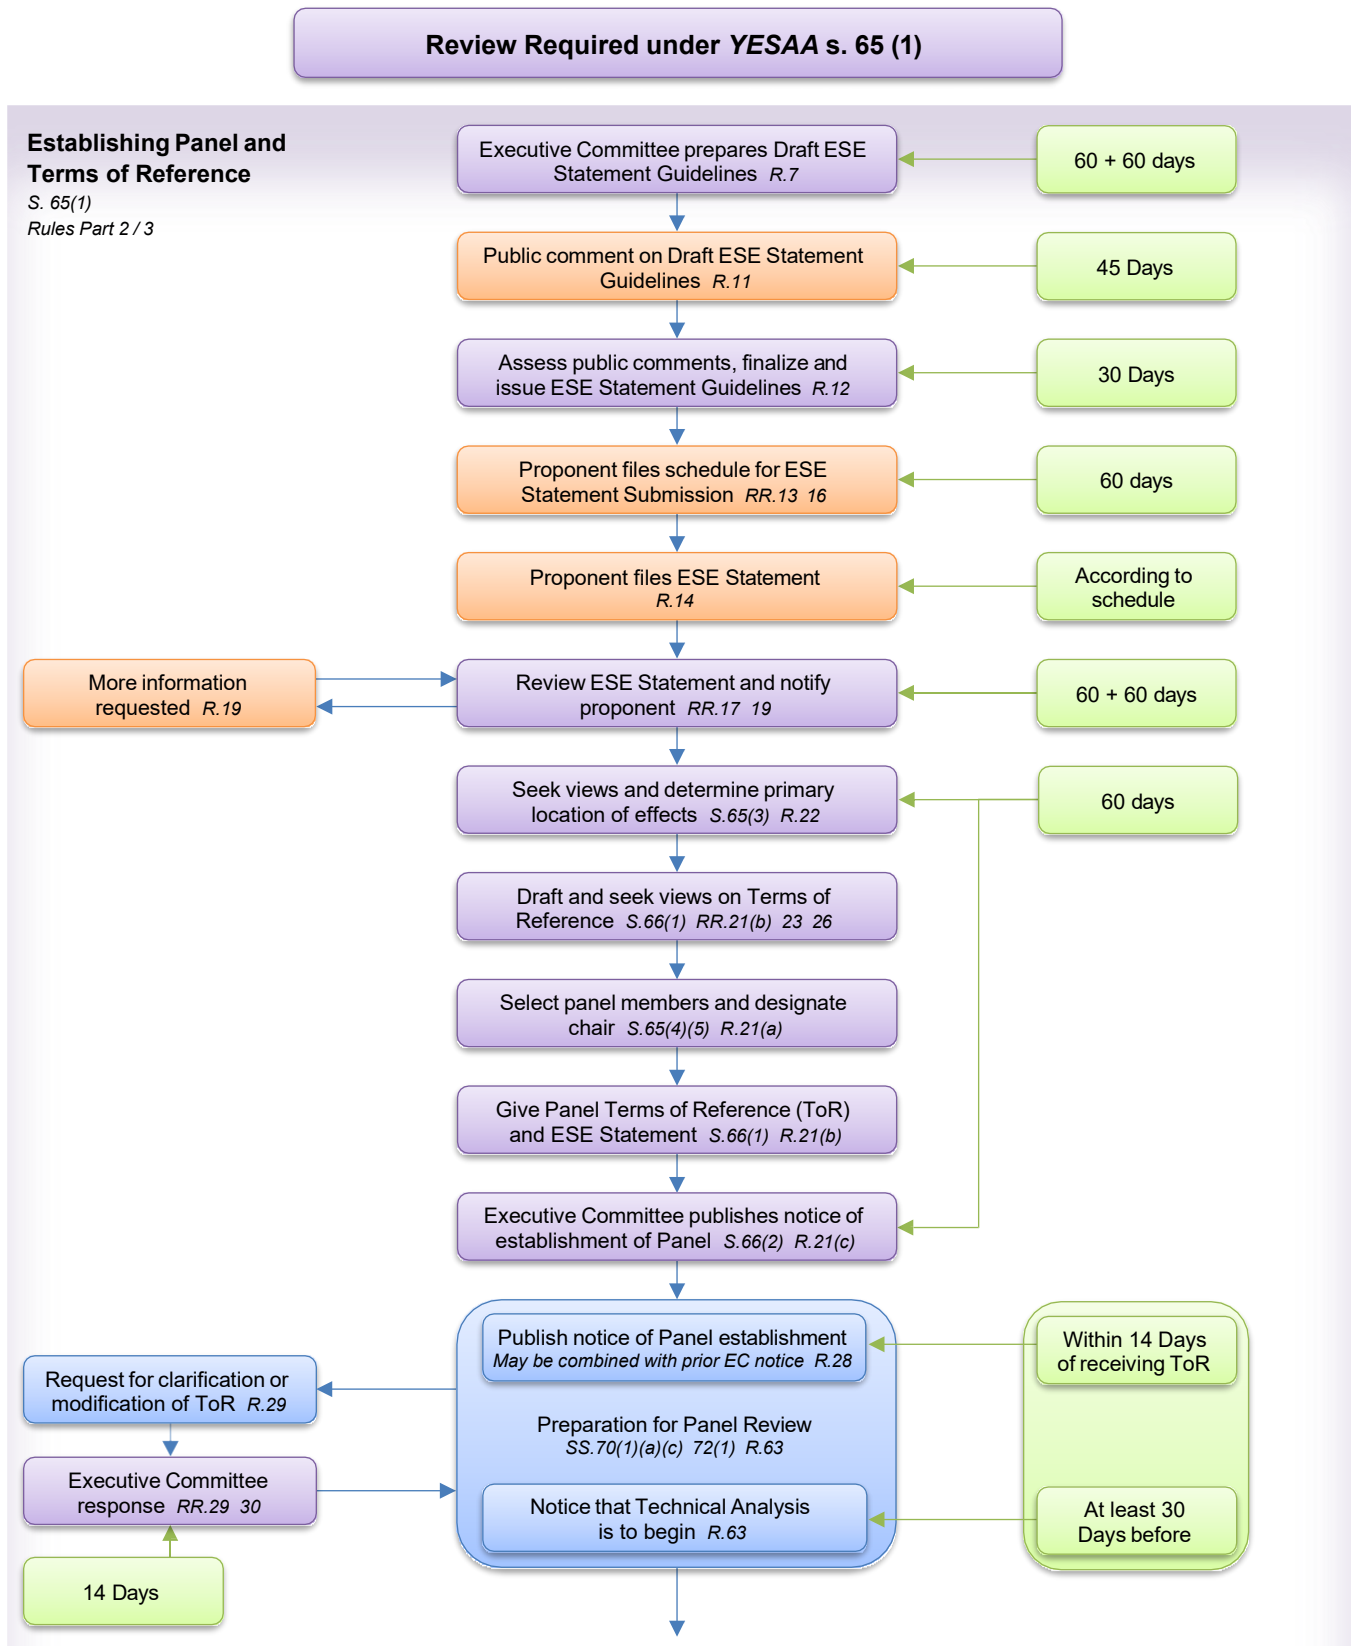 Review Required under YESAA s. 65 (1)
Establishing Panel and
Terms of Reference
S. 65(1)
Rules Part 2 / 3
Executive Committee prepares Draft ESE
Statement Guidelines R.7
60 + 60 days
Public comment on Draft ESE Statement
Guidelines R.11
45 Days
Assess public comments, finalize and
issue ESE Statement Guidelines R.12
30 Days
Proponent files schedule for ESE
Statement Submission RR.13 16
60 days
Proponent files ESE Statement
R.14
According to
schedule
More information
requested R.19
Review ESE Statement and notify
proponent RR.17 19
60 + 60 days
Seek views and determine primary
location of effects S.65(3) R.22
60 days
Draft and seek views on Terms of
Reference S.66(1) RR.21(b) 23 26
Select panel members and designate
chair S.65(4)(5) R.21(a)
Give Panel Terms of Reference (ToR)
and ESE Statement S.66(1) R.21(b)
Executive Committee publishes notice of
establishment of Panel S.66(2) R.21(c)
Publish notice of Panel establishment
May be combined with prior EC notice R.28
Within 14 Days
of receiving ToR
Request for clarification or
modification of ToR R.29
Preparation for Panel Review
SS.70(1)(a)(c) 72(1) R.63
Executive Committee
response RR.29 30
Notice that Technical Analysis
is to begin R.63
At least 30
Days before
14 Days